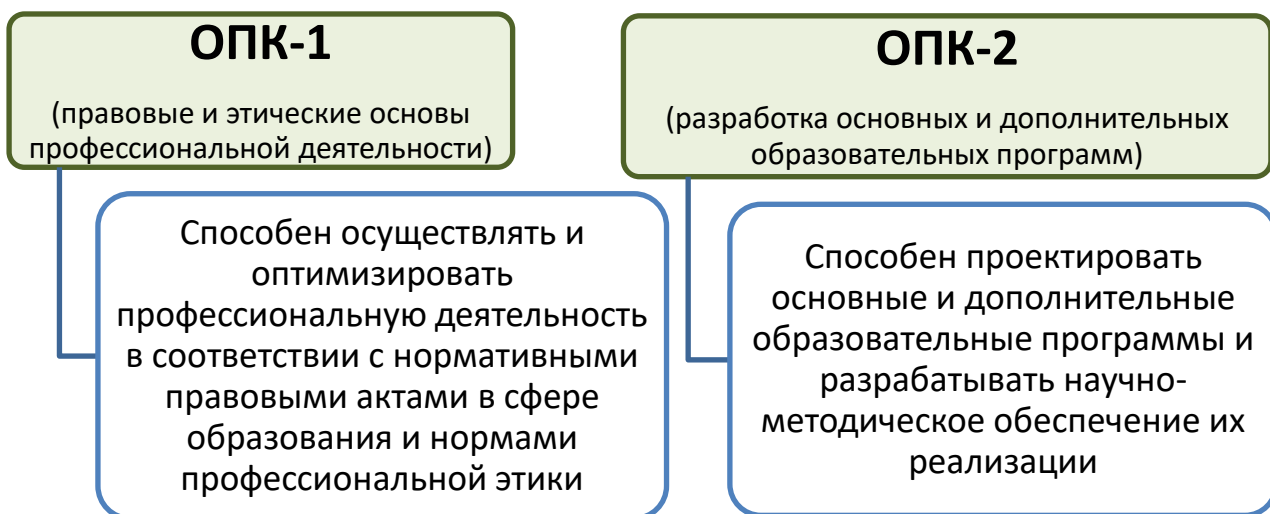 ОПК-1
(правовые и этические основы
профессиональной деятельности)
Способен осуществлять и
оптимизировать
профессиональную деятельность
в соответствии с нормативными
правовыми актами в сфере
образования и нормами
профессиональной этики
ОПК-2
(разработка основных и дополнительных
образовательных программ)
Способен проектировать
основные и дополнительные
образовательные программы и
разрабатывать научно-
методическое обеспечение их
реализации